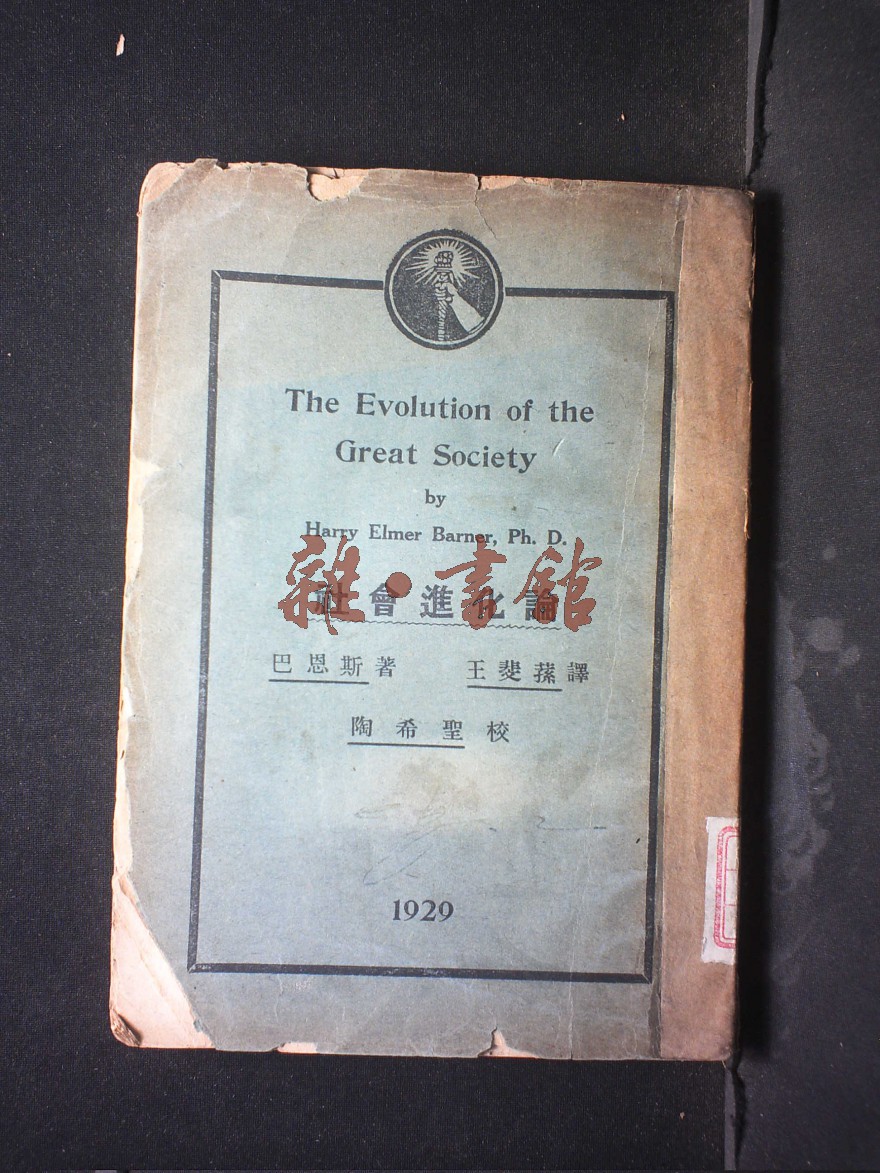 The Evolution of the
Great Society
by
Harry Elmer Barner, Ph. D.
雜·書館
社會進化論
巴恩斯著 王斐蓀譯
陶希聖校
1929